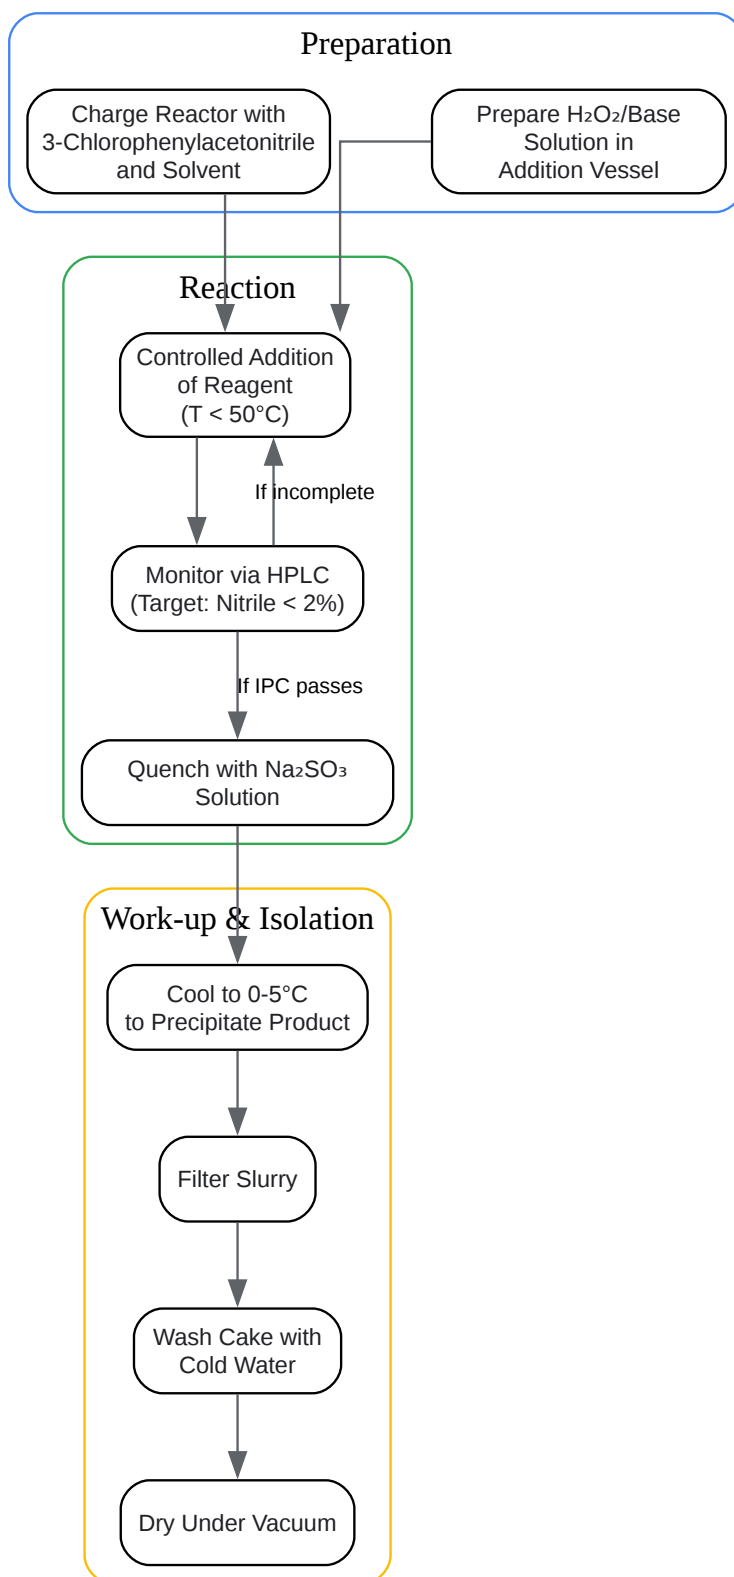 Preparation
Charge Reactor with
3-Chlorophenylacetonitrile
and Solvent
Prepare H₂O₂/Base
Solution in
Addition Vessel
Reaction
Controlled Addition
of Reagent
(T < 50°C)
If incomplete
Monitor via HPLC
(Target: Nitrile < 2%)
If IPC passes
Quench with Na₂SO₃
Solution
Work-up & Isolation
Cool to 0-5°C
to Precipitate Product
Filter Slurry
Wash Cake with
Cold Water
Dry Under Vacuum